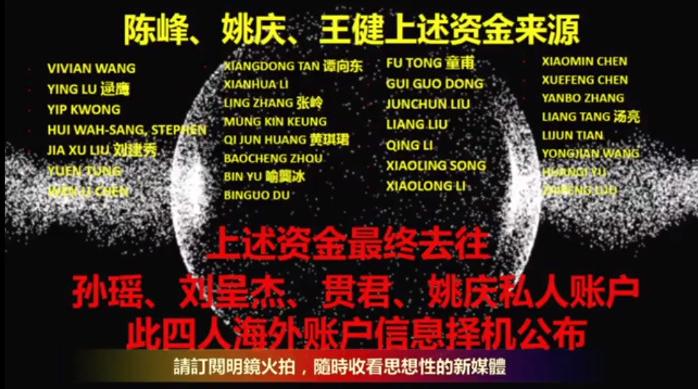 陈峰、姚庆、王健上述资金来源
VIVIAN WANG
YING LU 逯鹰
YIP KWONG
HUI WAH-SANG, STEPHEN
JIA XU LIU 刘建秀
YUEN TUNG
WEN LI CHEN
XIANGDONG TAN 谭向东
XIANHUA LI
LING ZHANG 张岭
MUNG KIN KEUNG
QI JUN HUANG 黄琪珺
BAOCHENG ZHOU
BIN YU 喻龑冰
BINGUO DU
FU TONG 童甫
GUI GUO DONG
JUNCHUN LIU
LIANG LIU
QING LI
XIAOLING SONG
XIAOLONG LI
XIAOMIN CHEN
XUEFENG CHEN
YANBO ZHANG
LIANG TANG 汤亮
LIJUN TIAN
YONGJIAN WANG
HUANGI YU
上述资金最终去往
孙瑶、刘呈杰、贯君、姚庆私人账户
此四人海外账户信息择机公布
請訂閱明鏡火拍，隨時收看思想性的新媒體